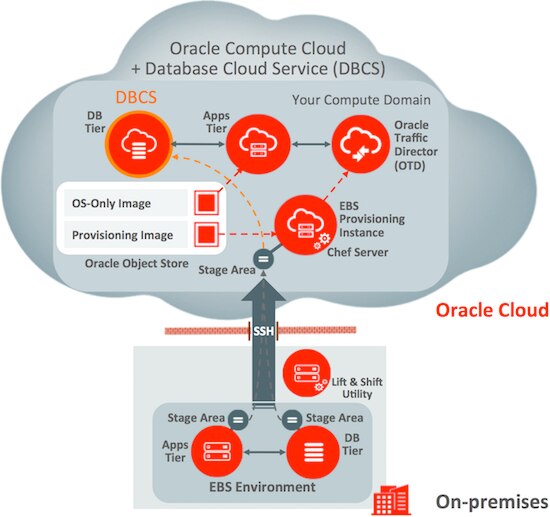 Oracle Compute Cloud
+ Database Cloud Service (DBCS)
DBCS
Your Compute Domain
DB
Tier
Apps
Tier
Oracle
Traffic
Director
(OTD)
OS-Only Image
Provisioning Image
Oracle Object Store
EBS
Provisioning
Instance
Chef Server
Stage Area
Oracle Cloud
SSH
Lift & Shift
Utility
Stage Area
Stage Area
Apps
Tier
DB
Tier
EBS Environment
On-premises